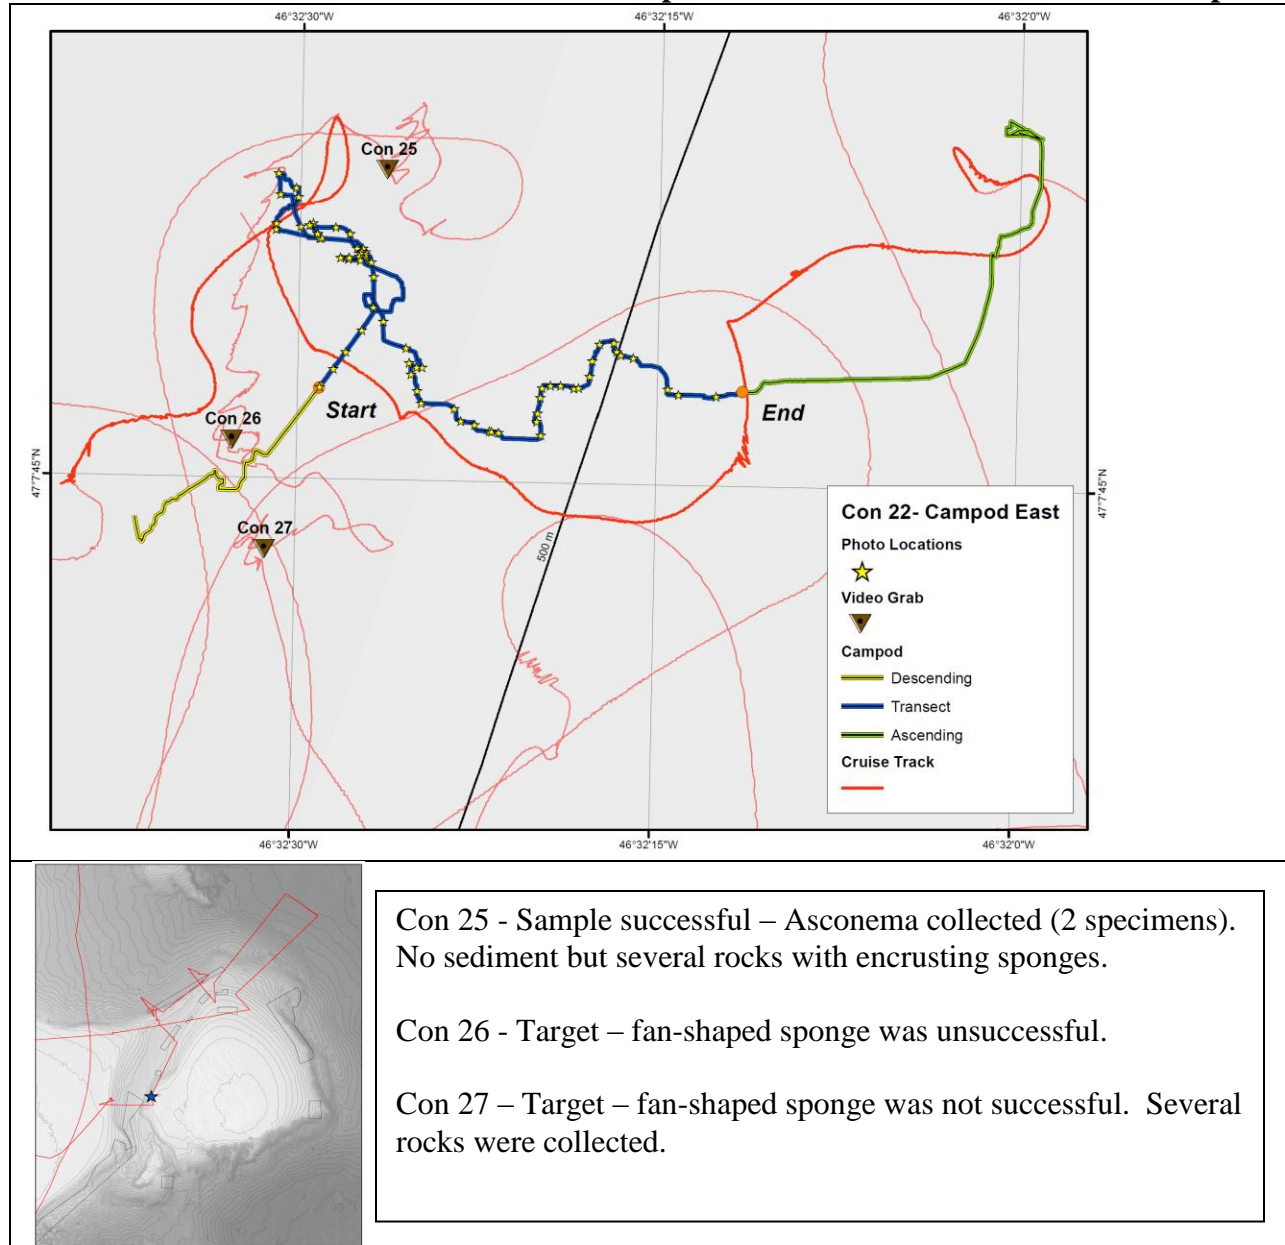 46°32'30"W
46°32'15"W
46°32'0"W
Con 25
Con 26
Start
End
47°7'45"N
47°7'45"N
Con 27
500 m
Con 22- Campod East
Photo Locations
Video Grab
Campod
Descending
Transect
Ascending
Cruise Track
46°32'30"W
46°32'15"W
46°32'0"W
Con 25 - Sample successful – Asconema collected (2 specimens).
No sediment but several rocks with encrusting sponges.
Con 26 - Target – fan-shaped sponge was unsuccessful.
Con 27 – Target – fan-shaped sponge was not successful.  Several
rocks were collected.